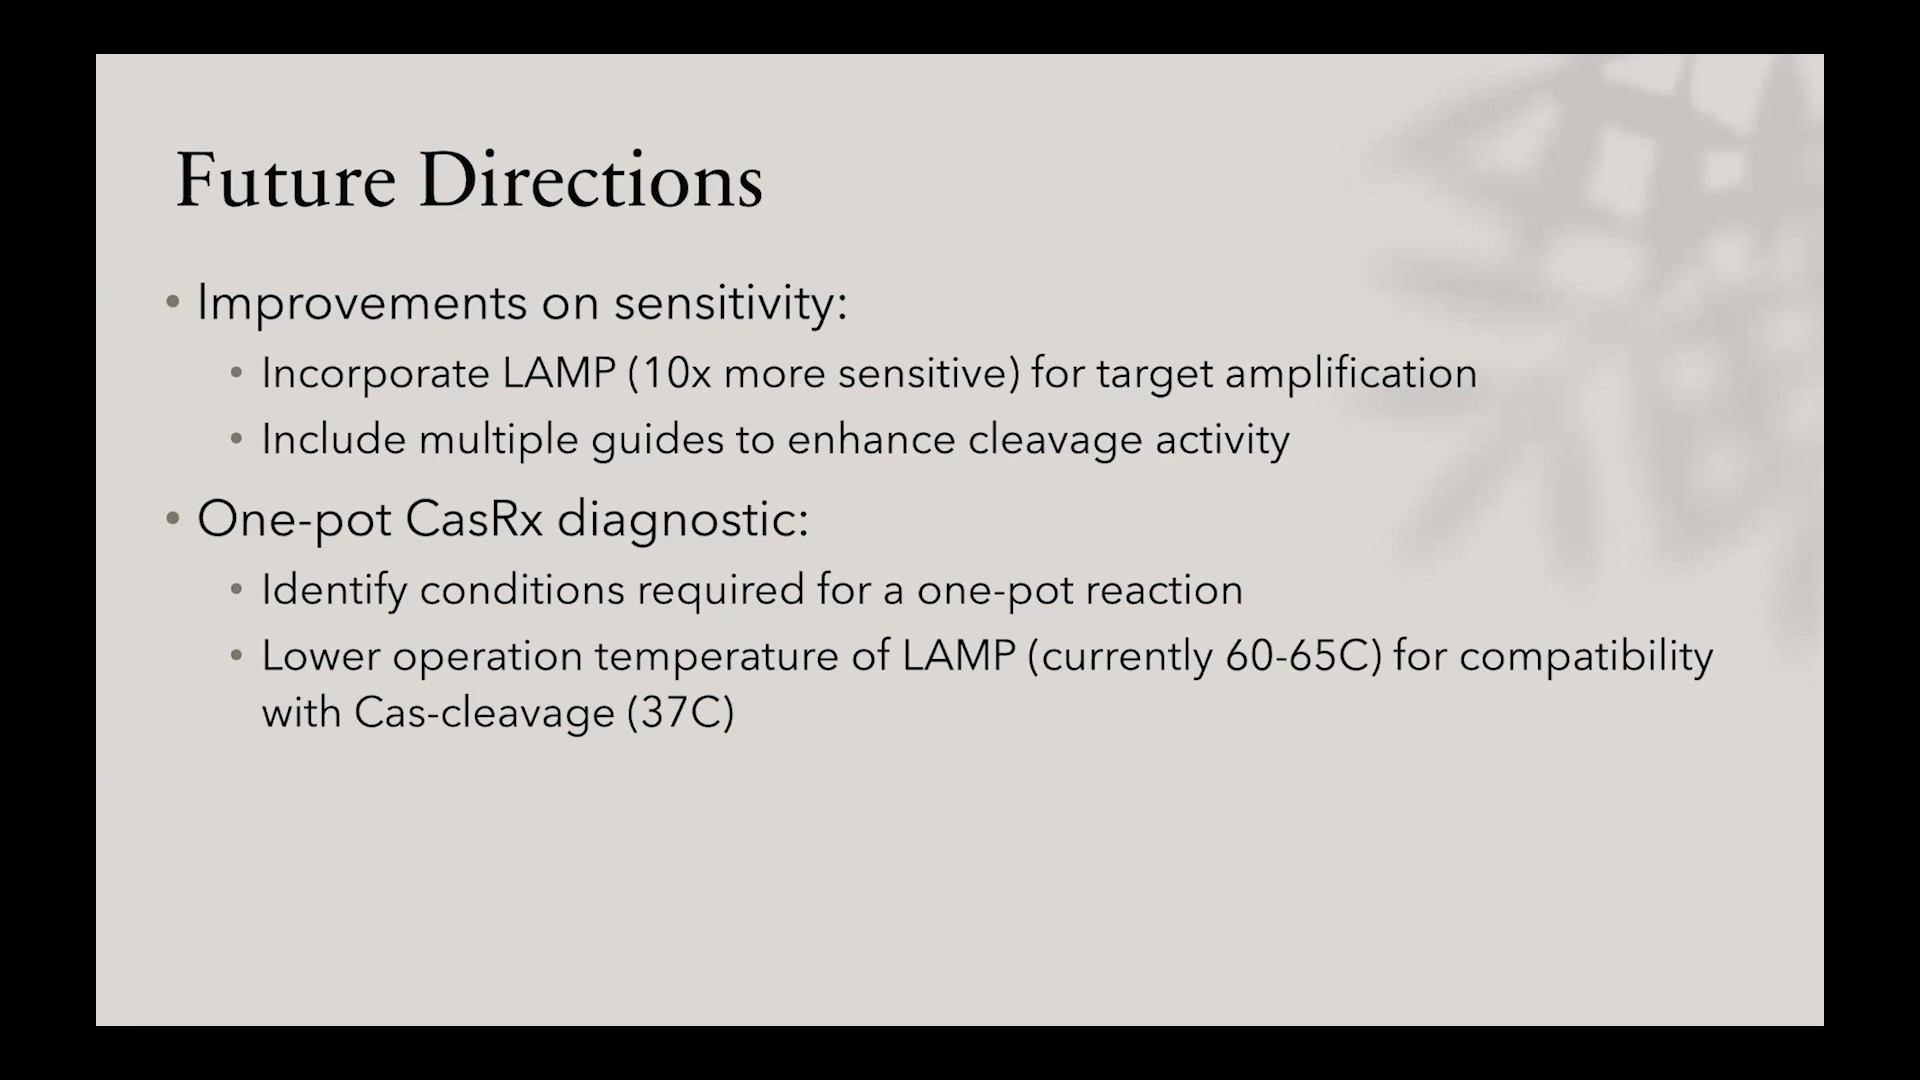 Future Directions
• Improvements on sensitivity:
• Incorporate LAMP (10x more sensitive) for target amplification
• Include multiple guides to enhance cleavage activity
• One-pot CasRx diagnostic:
• Identify conditions required for a one-pot reaction
• Lower operation temperature of LAMP (currently 60-65C) for compatibility
with Cas-cleavage (37C)